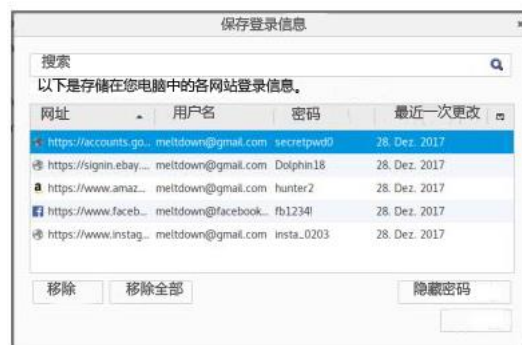 保存登录信息
搜索
以下是存储在您电脑中的各网站登录信息。
网址 用户名 密码 最近一次更改
https://accounts.go... meltdown@gmail.com secretpwd0 28. Dez. 2017
https://signin.ebay.... meltdown@gmail.com Dolphin18 28. Dez. 2017
https://www.amaz... meltdown@gmail.com hunter2 28. Dez. 2017
https://www.faceb... meltdown@facebook... fb1234! 28. Dez. 2017
https://www.instag... meltdown@gmail.com insta_0203 28. Dez. 2017
移除 移除全部 隐藏密码